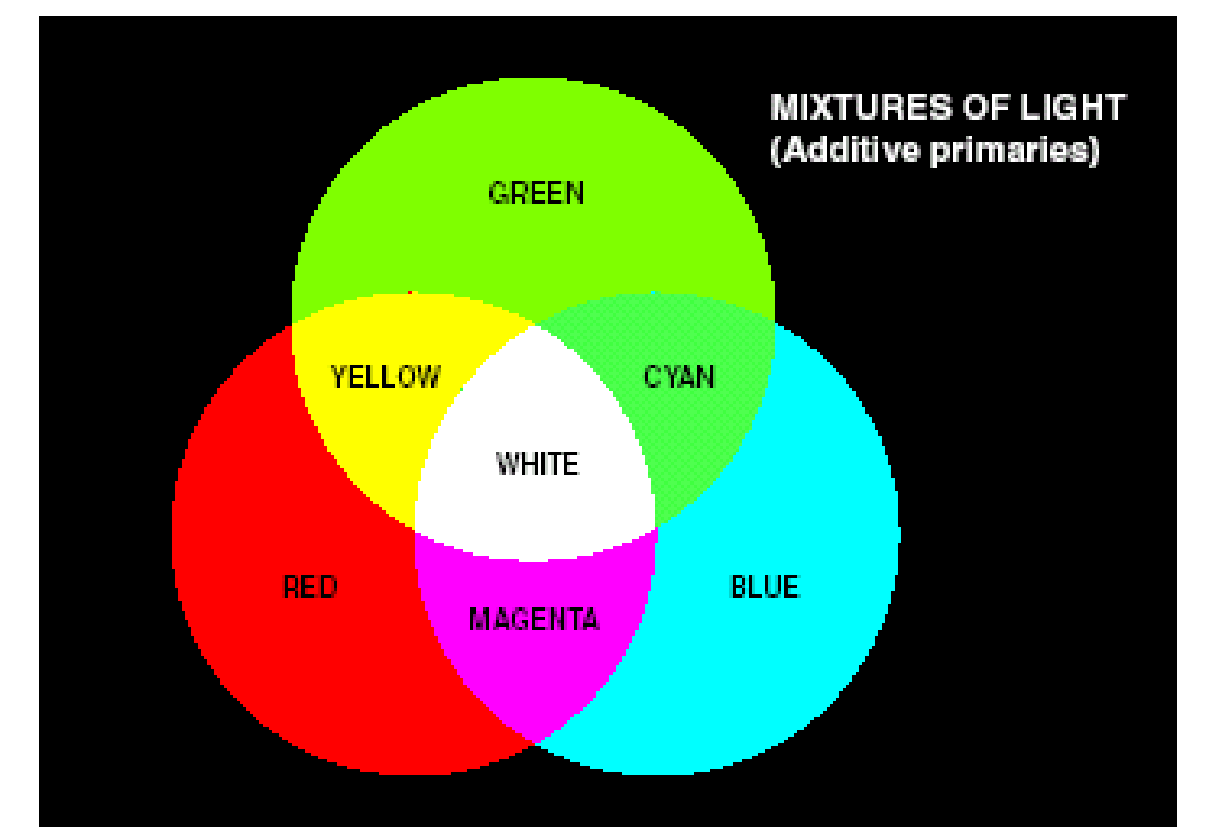 MIXTURES OF LIGHT
(Additive primaries)
GREEN
YELLOW
CYAN
WHITE
RED
BLUE
MAGENTA